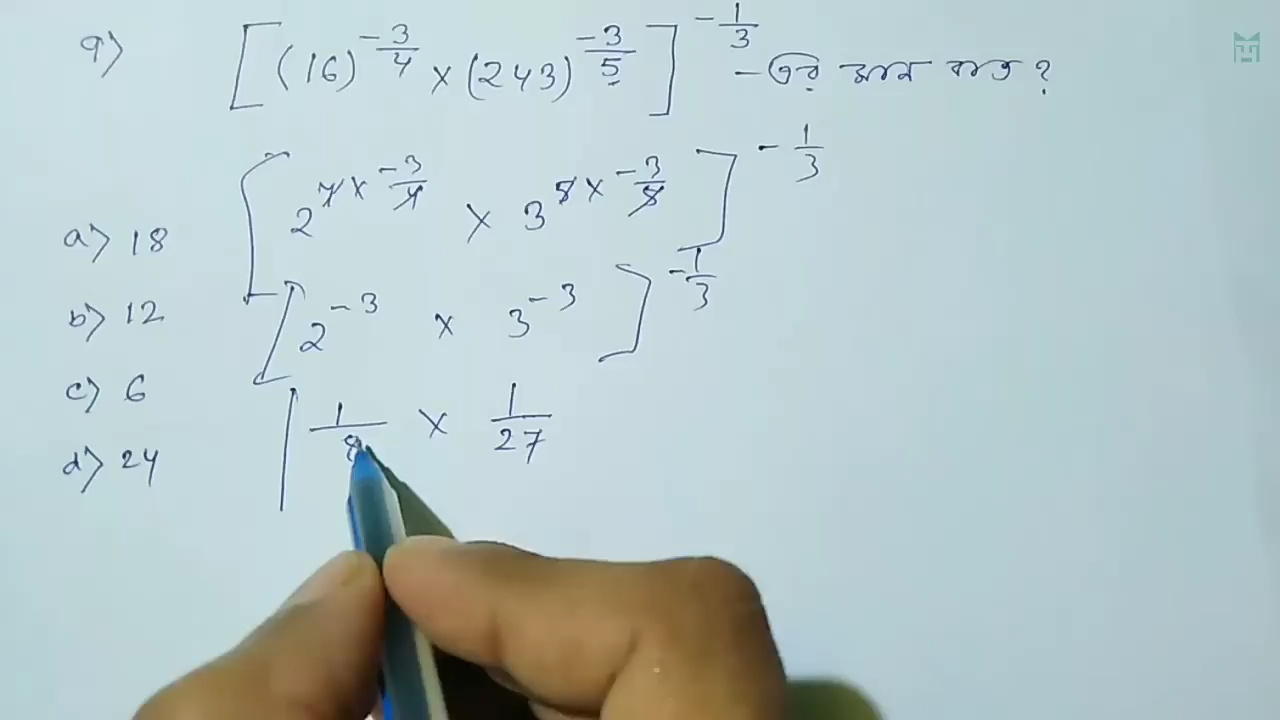 ৭) [(16)^{-3/4} × (243)^{-3/5}]^{-1/3} -এর মান কত?
[2^{4×-3/4} × 3^{5×-3/5}]^{-1/3}
a) 18
[2^{-3} × 3^{-3}]^{-1/3}
b) 12
c) 6
[1/8 × 1/27
d) 24